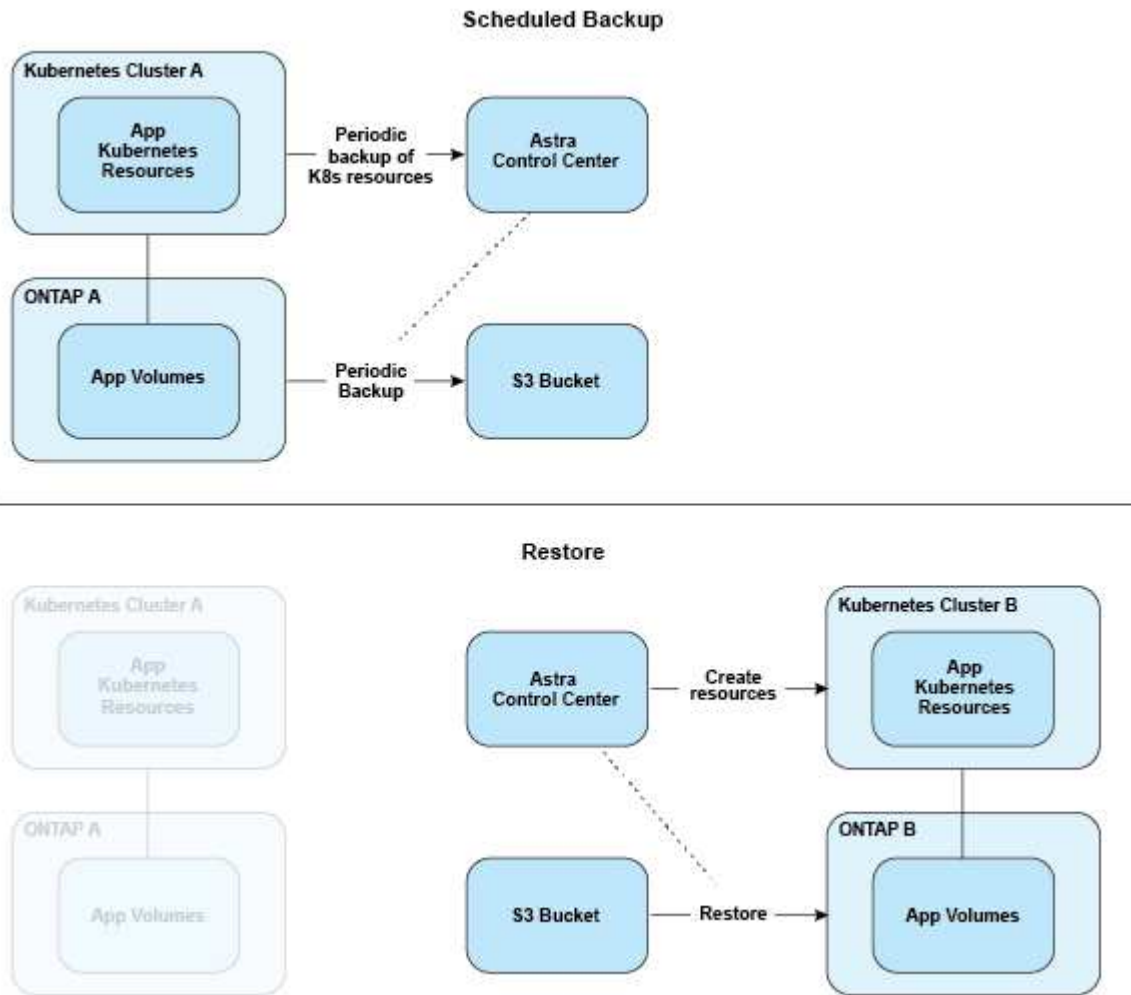 Scheduled Backup
Kubernetes Cluster A
App
Kubernetes
Resources
Periodic
backup of
K8s resources
Astra
Control Center
ONTAP A
App Volumes
Periodic
Backup
S3 Bucket
Restore
Kubernetes Cluster A
App
Kubernetes
Resources
Astra
Control Center
Create
resources
Kubernetes Cluster B
App
Kubernetes
Resources
ONTAP A
App Volumes
S3 Bucket
Restore
ONTAP B
App Volumes